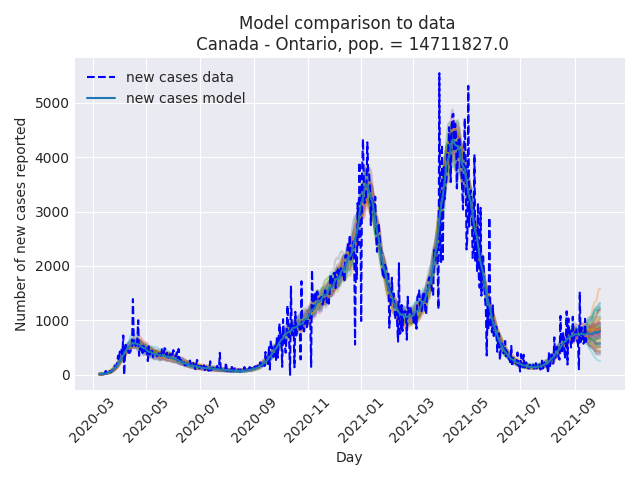 Model comparison to data
Canada - Ontario, pop. = 14711827.0
new cases data
new cases model
Number of new cases reported
5000
4000
3000
2000
1000
0
2020-03
2020-05
2020-07
2020-09
2020-11
2021-01
2021-03
2021-05
2021-07
2021-09
Day